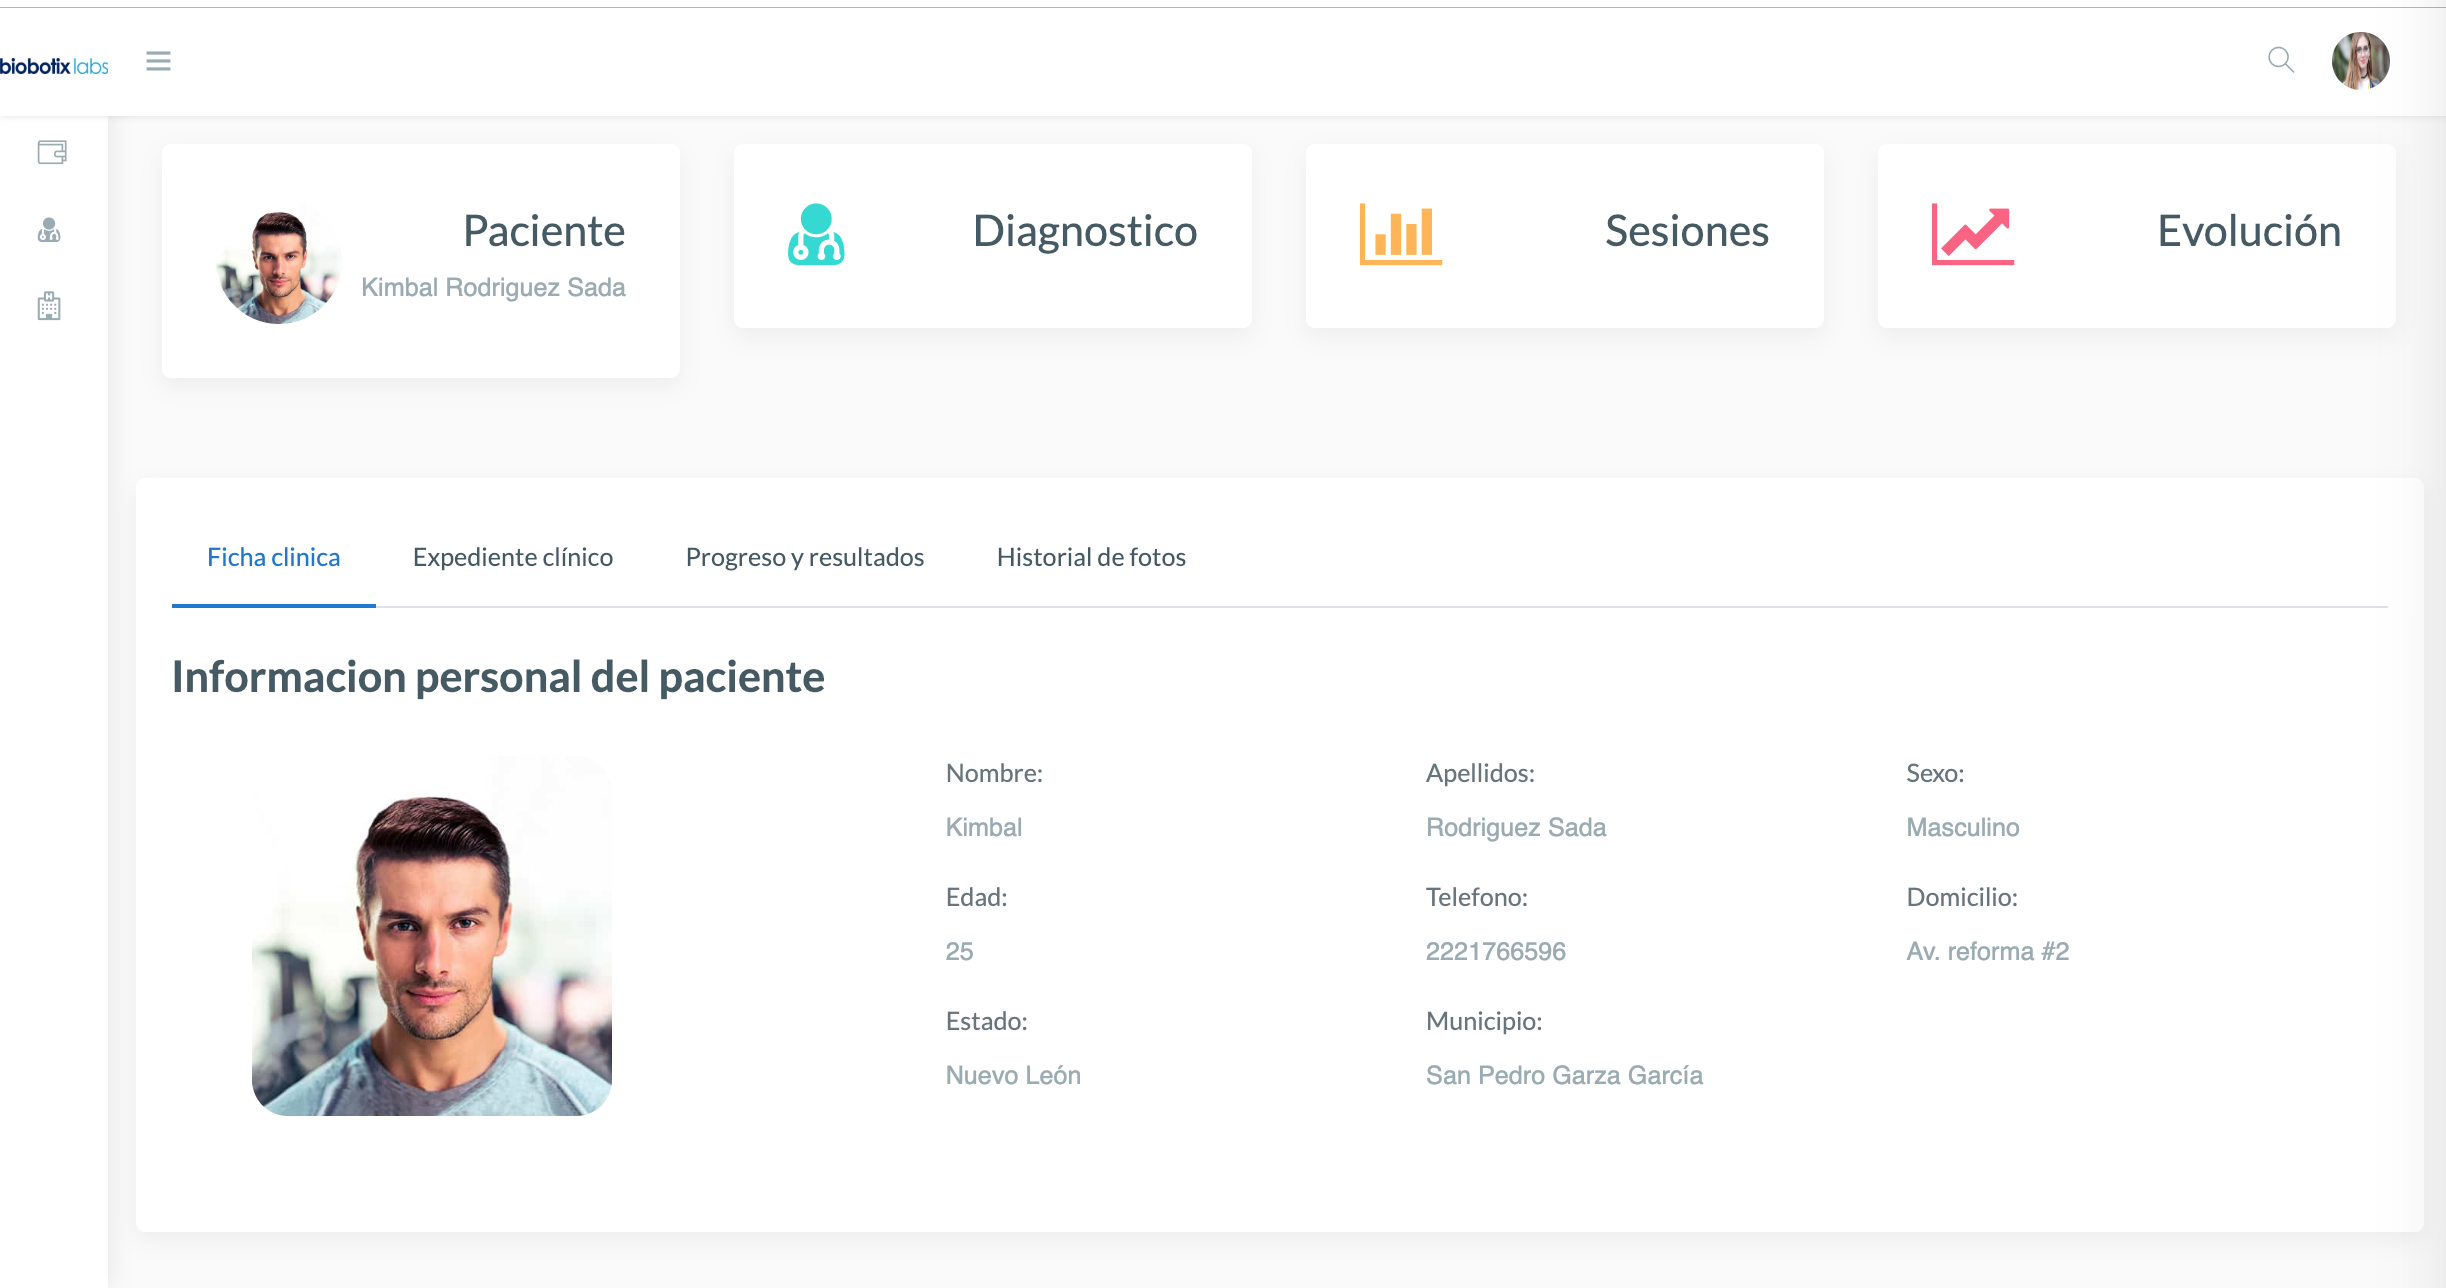 biobotix labs
Paciente
Kimbal Rodriguez Sada
Diagnostico
Sesiones
Evolución
Ficha clinica
Expediente clínico
Progreso y resultados
Historial de fotos
Informacion personal del paciente
Nombre:
Kimbal
Apellidos:
Rodriguez Sada
Sexo:
Masculino
Edad:
25
Telefono:
2221766596
Domicilio:
Av. reforma #2
Estado:
Nuevo León
Municipio:
San Pedro Garza García